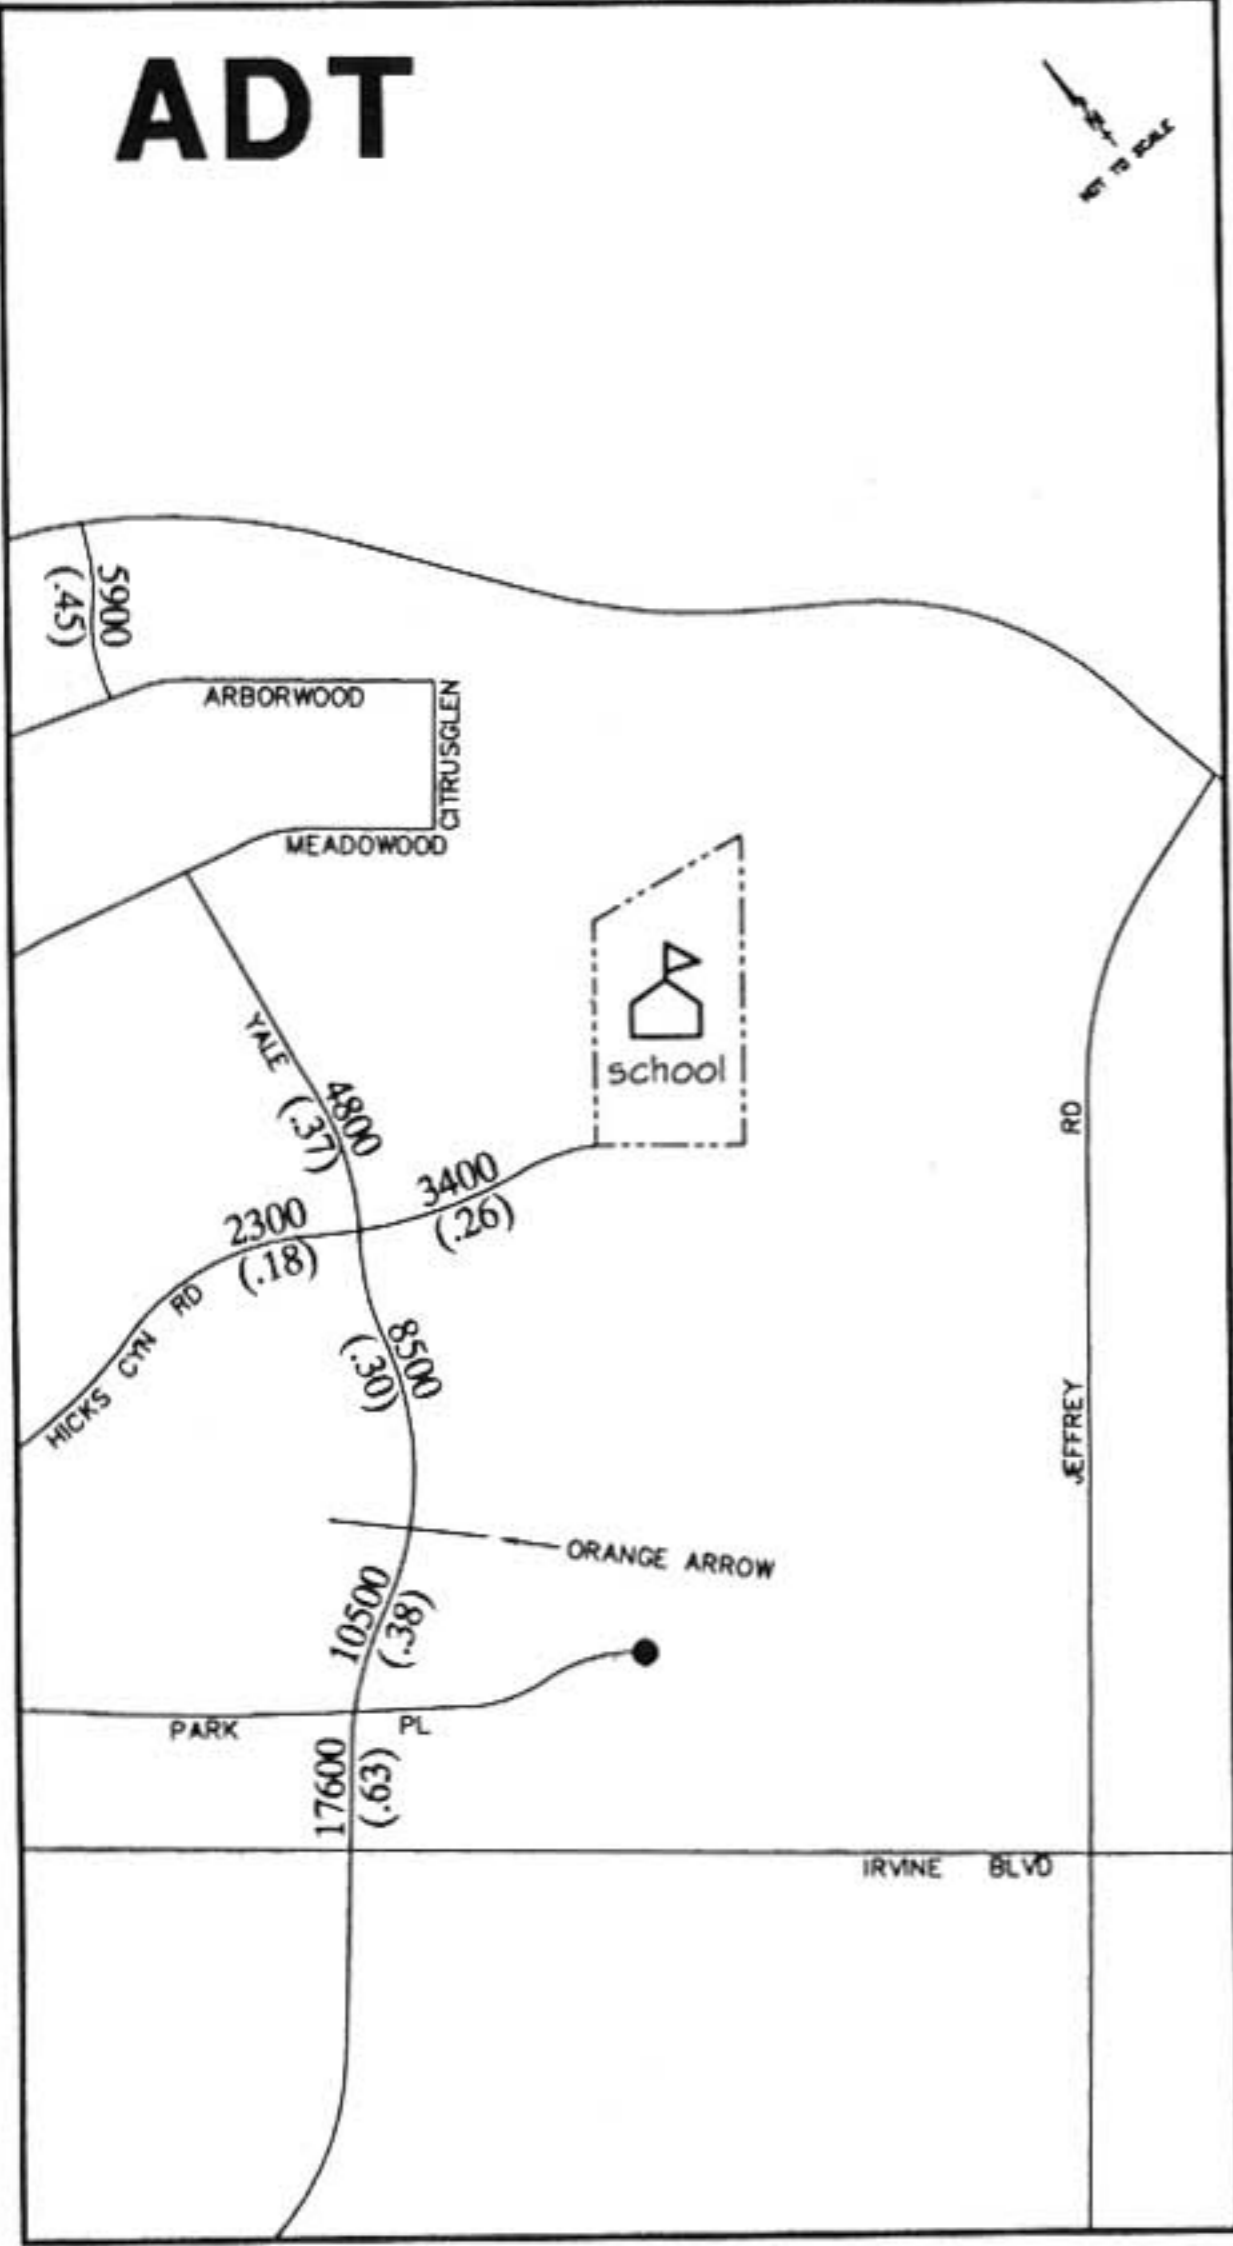 ADT
NOT TO SCALE
5900
(.45)
ARBORWOOD
CITRUSGLEN
MEADOWOOD
school
YALE
4800
(.37)
RD
3400
(.26)
2300
(.18)
HICKS CYN RD
8500
(.30)
JEFFREY
ORANGE ARROW
10500
(.38)
PARK PL
17600
(.63)
IRVINE BLVD